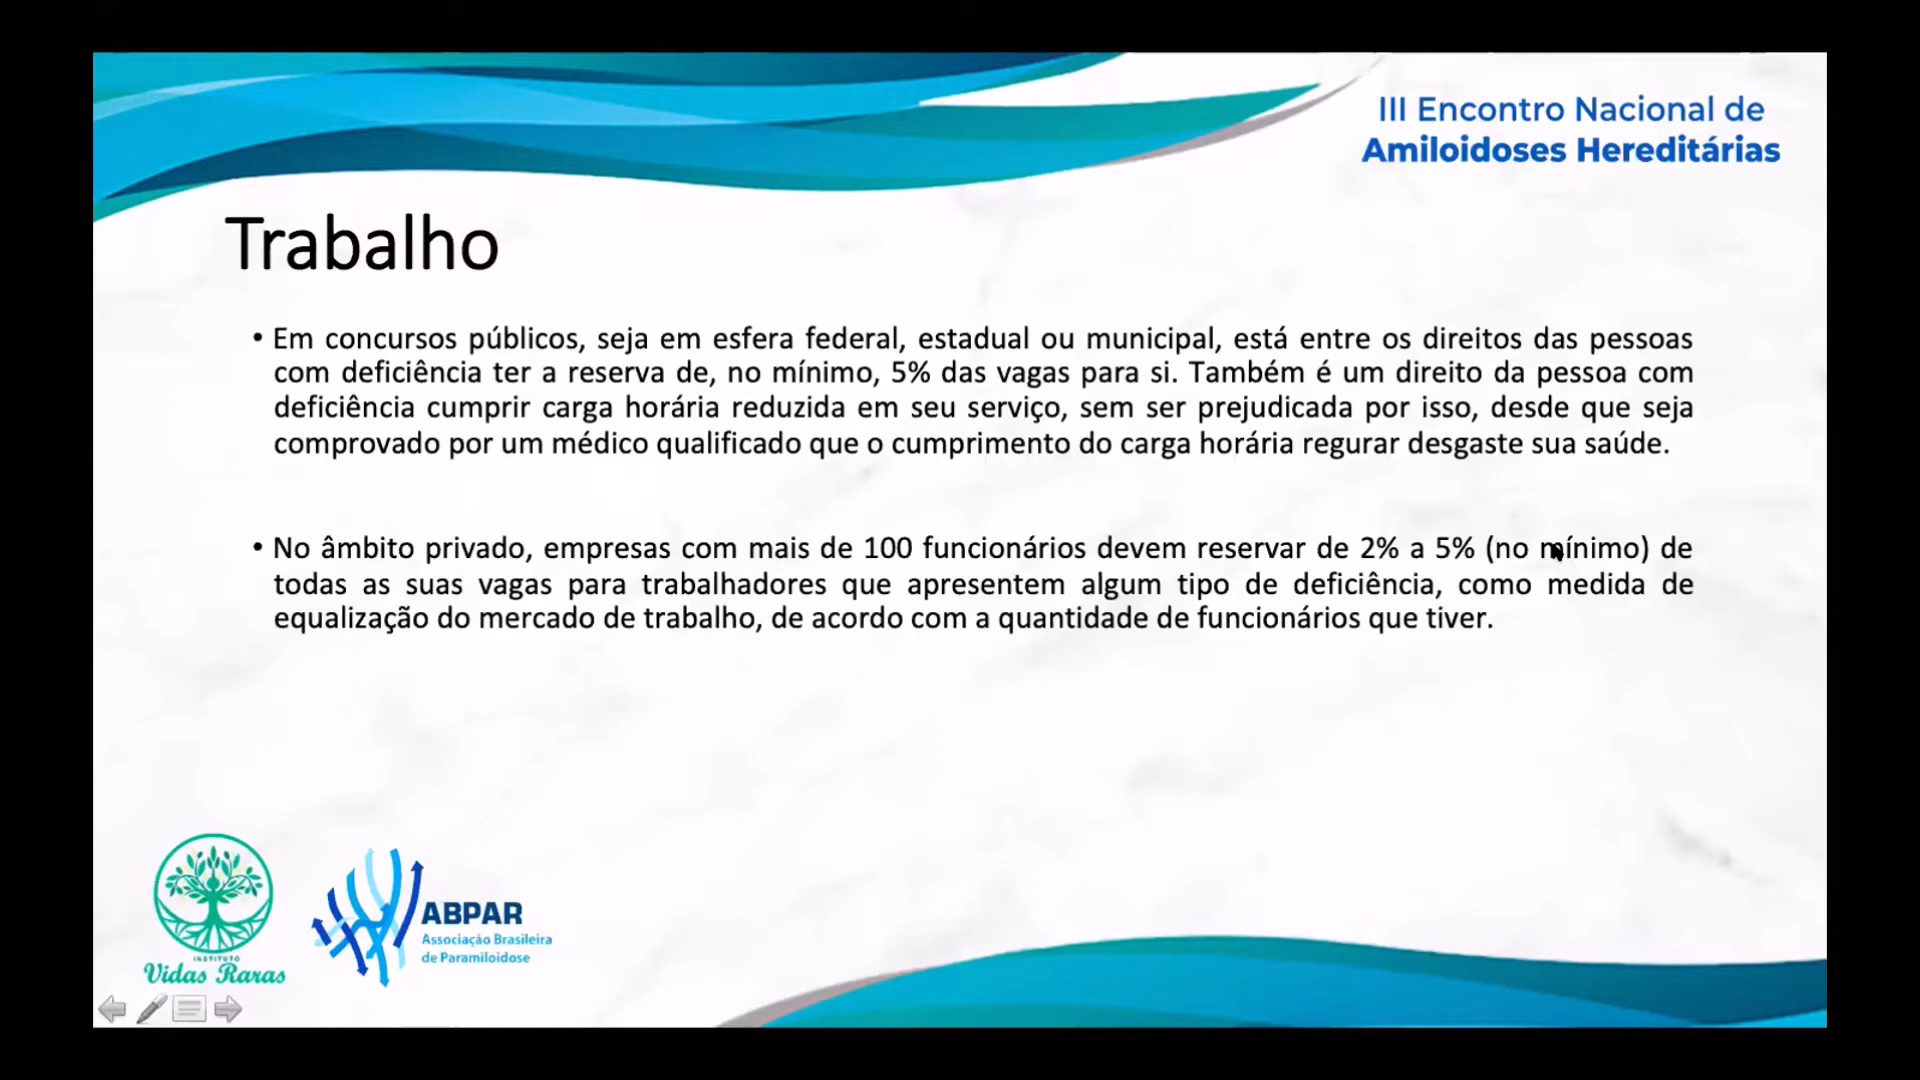 III Encontro Nacional de
Amiloidoses Hereditárias
Trabalho
• Em concursos públicos, seja em esfera federal, estadual ou municipal, está entre os direitos das pessoas
com deficiência ter a reserva de, no mínimo, 5% das vagas para si. Também é um direito da pessoa com
deficiência cumprir carga horária reduzida em seu serviço, sem ser prejudicada por isso, desde que seja
comprovado por um médico qualificado que o cumprimento do carga horária regurar desgaste sua saúde.
• No âmbito privado, empresas com mais de 100 funcionários devem reservar de 2% a 5% (no mínimo) de
todas as suas vagas para trabalhadores que apresentem algum tipo de deficiência, como medida de
equalização do mercado de trabalho, de acordo com a quantidade de funcionários que tiver.
INSTITUTO
Vidas Raras
ABPAR
Associação Brasileira
de Paramiloidose